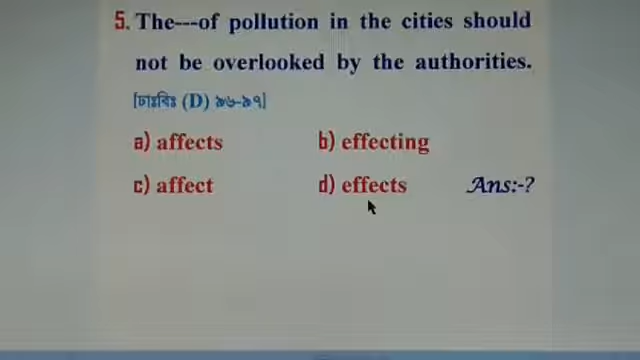 5. The---of pollution in the cities should
not be overlooked by the authorities.
[ঢাঃবিঃ (D) ৯৬-৯৭]
a) affects b) effecting
c) affect d) effects Ans:-?